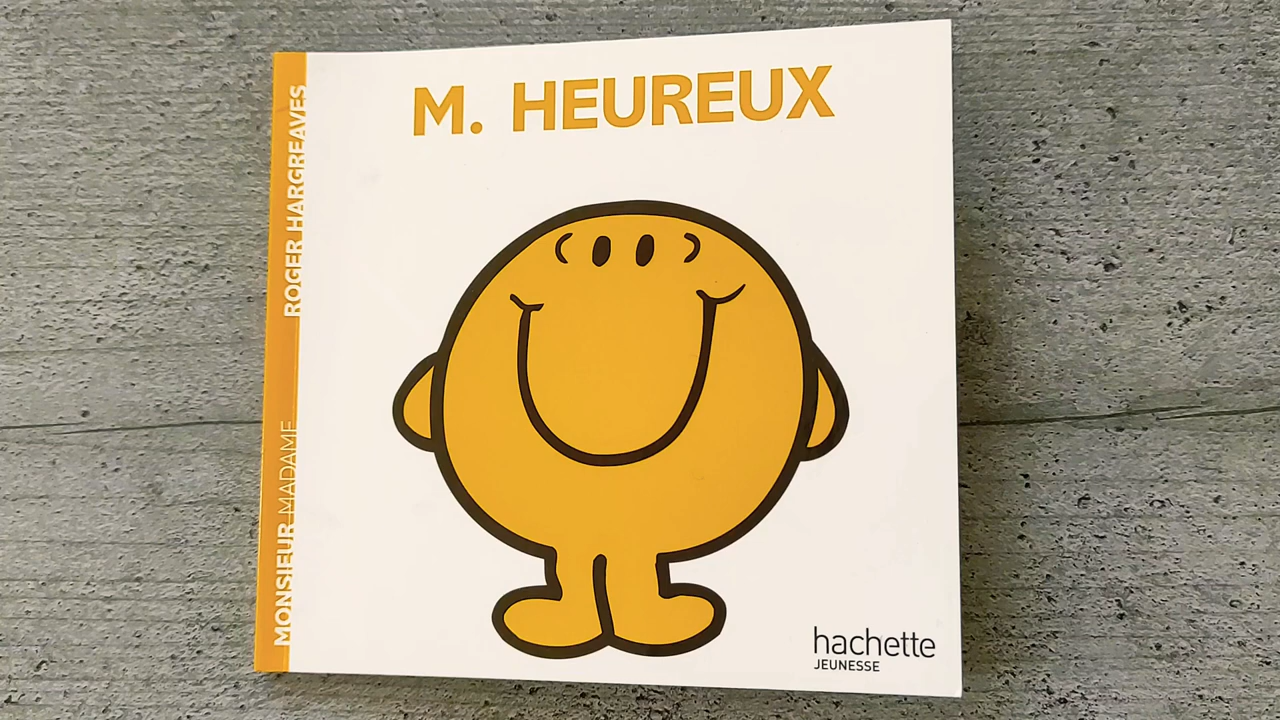 M. HEUREUX
ROGER HARGREAVES
MONSIEUR MADAME
hachette
JEUNESSE